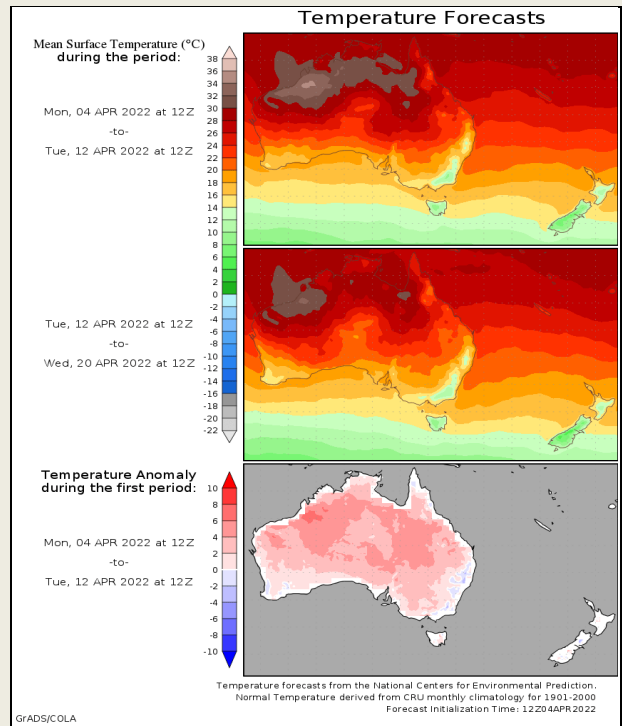 Temperature Forecasts
Mean Surface Temperature (°C)
during the period:
Mon, 04 APR 2022 at 12Z
-to-
Tue, 12 APR 2022 at 12Z
38
36
34
32
30
28
26
24
22
20
18
16
14
12
10
8
6
4
2
0
-2
-4
-6
-8
-10
-12
-14
-16
-18
-20
-22
Tue, 12 APR 2022 at 12Z
-to-
Wed, 20 APR 2022 at 12Z
Temperature Anomaly
during the first period:
Mon, 04 APR 2022 at 12Z
-to-
Tue, 12 APR 2022 at 12Z
10
8
6
4
2
0
-2
-4
-6
-8
-10
Temperature forecasts from the National Centers for Environmental Prediction.
Normal Temperature derived from CRU monthly climatology for 1901-2000
Forecast Initialization Time: 12Z04APR2022
GrADS/COLA